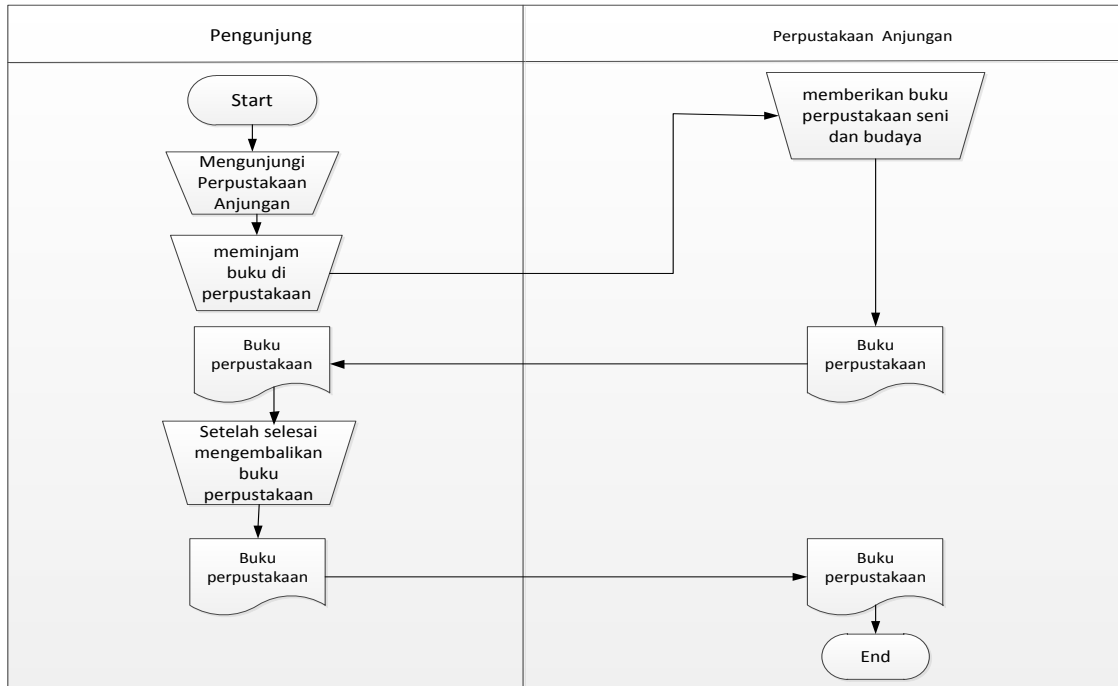 Pengunjung
Perpustakaan Anjungan
Start
Mengunjungi
Perpustakaan
Anjungan
meminjam
buku di
perpustakaan
memberikan buku
perpustakaan seni
dan budaya
Buku
perpustakaan
Buku
perpustakaan
Setelah selesai
mengembalikan
buku
perpustakaan
Buku
perpustakaan
Buku
perpustakaan
End